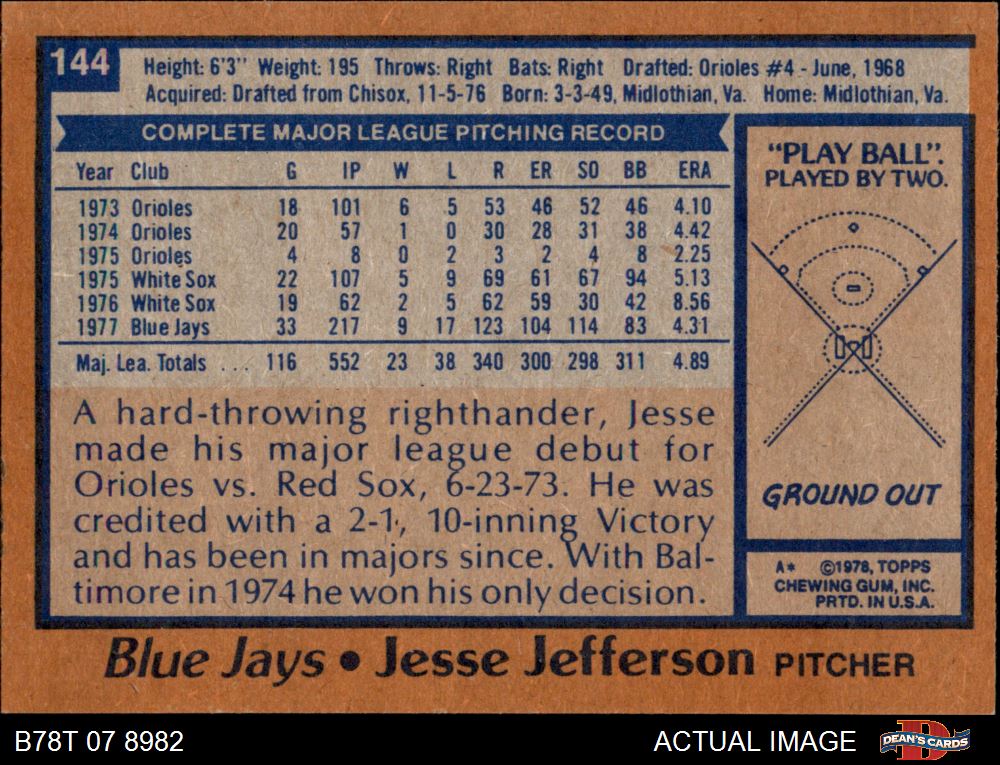 144
Height: 6'3" Weight: 195 Throws: Right Bats: Right Drafted: Orioles #4 - June, 1968
Acquired: Drafted from Chisox, 11-5-76 Born: 3-3-49, Midlothian, Va. Home: Midlothian, Va.
COMPLETE MAJOR LEAGUE PITCHING RECORD
Year Club G IP W L R ER SO BB ERA
1973 Orioles 18 101 6 5 53 46 52 46 4.10
1974 Orioles 20 57 1 0 30 28 31 38 4.42
1975 Orioles 4 8 0 2 3 2 4 8 2.25
1975 White Sox 22 107 5 9 69 61 67 94 5.13
1976 White Sox 19 62 2 5 62 59 30 42 8.56
1977 Blue Jays 33 217 9 17 123 104 114 83 4.31
Maj. Lea. Totals ... 116 552 23 38 340 300 298 311 4.89
A hard-throwing righthander, Jesse
made his major league debut for
Orioles vs. Red Sox, 6-23-73. He was
credited with a 2-1, 10-inning Victory
and has been in majors since. With Bal-
timore in 1974 he won his only decision.
"PLAY BALL".
PLAYED BY TWO.
GROUND OUT
A* ©1978, TOPPS
CHEWING GUM, INC.
PRTD. IN U.S.A.
Blue Jays • Jesse Jefferson PITCHER
B78T 07 8982
ACTUAL IMAGE
DEAN'S CARDS